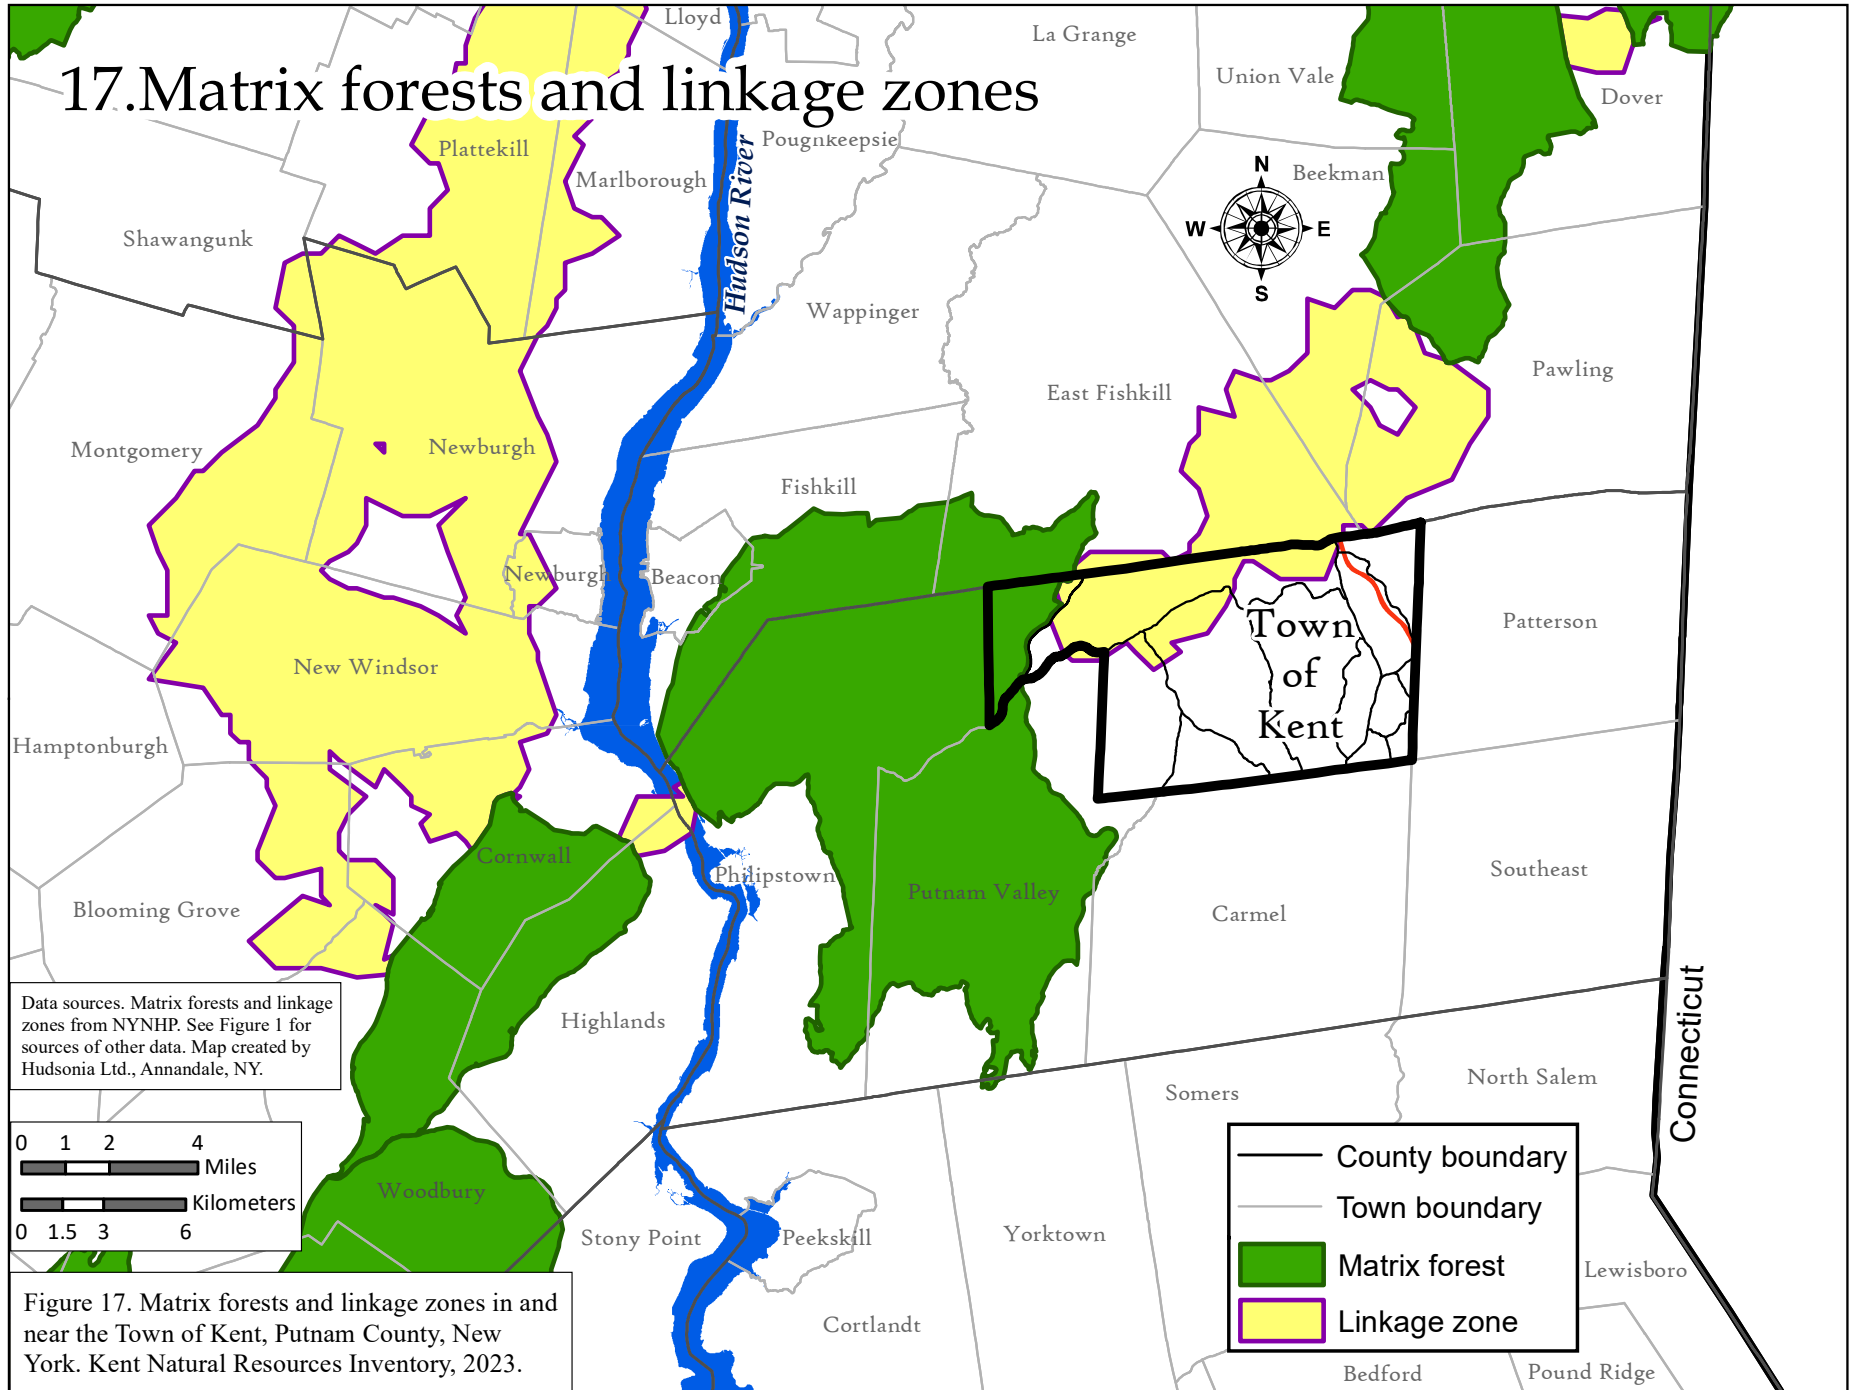 Lloyd
La Grange
Union Vale
Dover
17.Matrix forests and linkage zones
Plattekill
Marlborough
Poughkeepsie
Beekman
N
W
E
S
Shawangunk
Hudson River
Wappinger
Pawling
East Fishkill
Montgomery
Newburgh
Fishkill
Newburgh
Beacon
Town
of
Kent
Patterson
New Windsor
Hamptonburgh
Cornwall
Philipstown
Putnam Valley
Southeast
Blooming Grove
Carmel
Highlands
Connecticut
Data sources. Matrix forests and linkage
zones from NYNHP. See Figure 1 for
sources of other data. Map created by
Hudsonia Ltd., Annandale, NY.
Somers
North Salem
0 1 2 4
Miles
Kilometers
0 1.5 3 6
Woodbury
Stony Point
Peekskill
Yorktown
Cortlandt
Lewisboro
Bedford
Pound Ridge
County boundary
Town boundary
Matrix forest
Linkage zone
Figure 17. Matrix forests and linkage zones in and
near the Town of Kent, Putnam County, New
York. Kent Natural Resources Inventory, 2023.